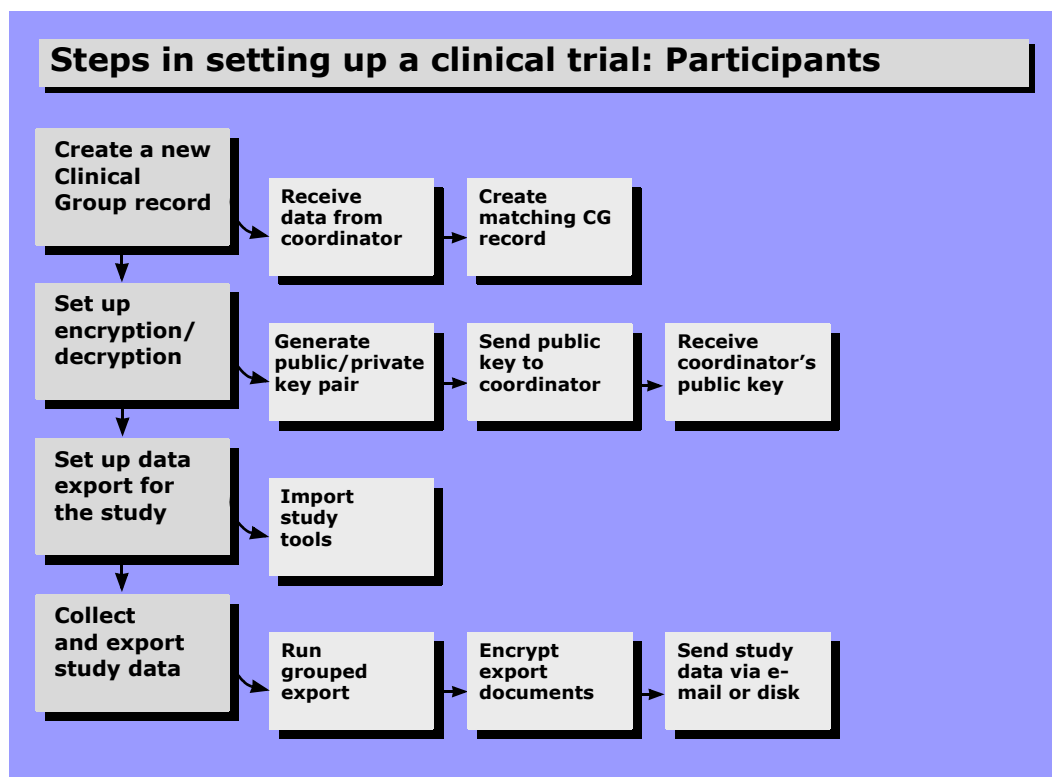 Steps in setting up a clinical trial: Participants
Create a new
Clinical
Group record
Receive
data from
coordinator
Create
matching CG
record
Set up
encryption/
decryption
Generate
public/private
key pair
Send public
key to
coordinator
Receive
coordinator’s
public key
Set up data
export for
the study
Import
study
tools
Collect
and export
study data
Run
grouped
export
Encrypt
export
documents
Send study
data via e-
mail or disk